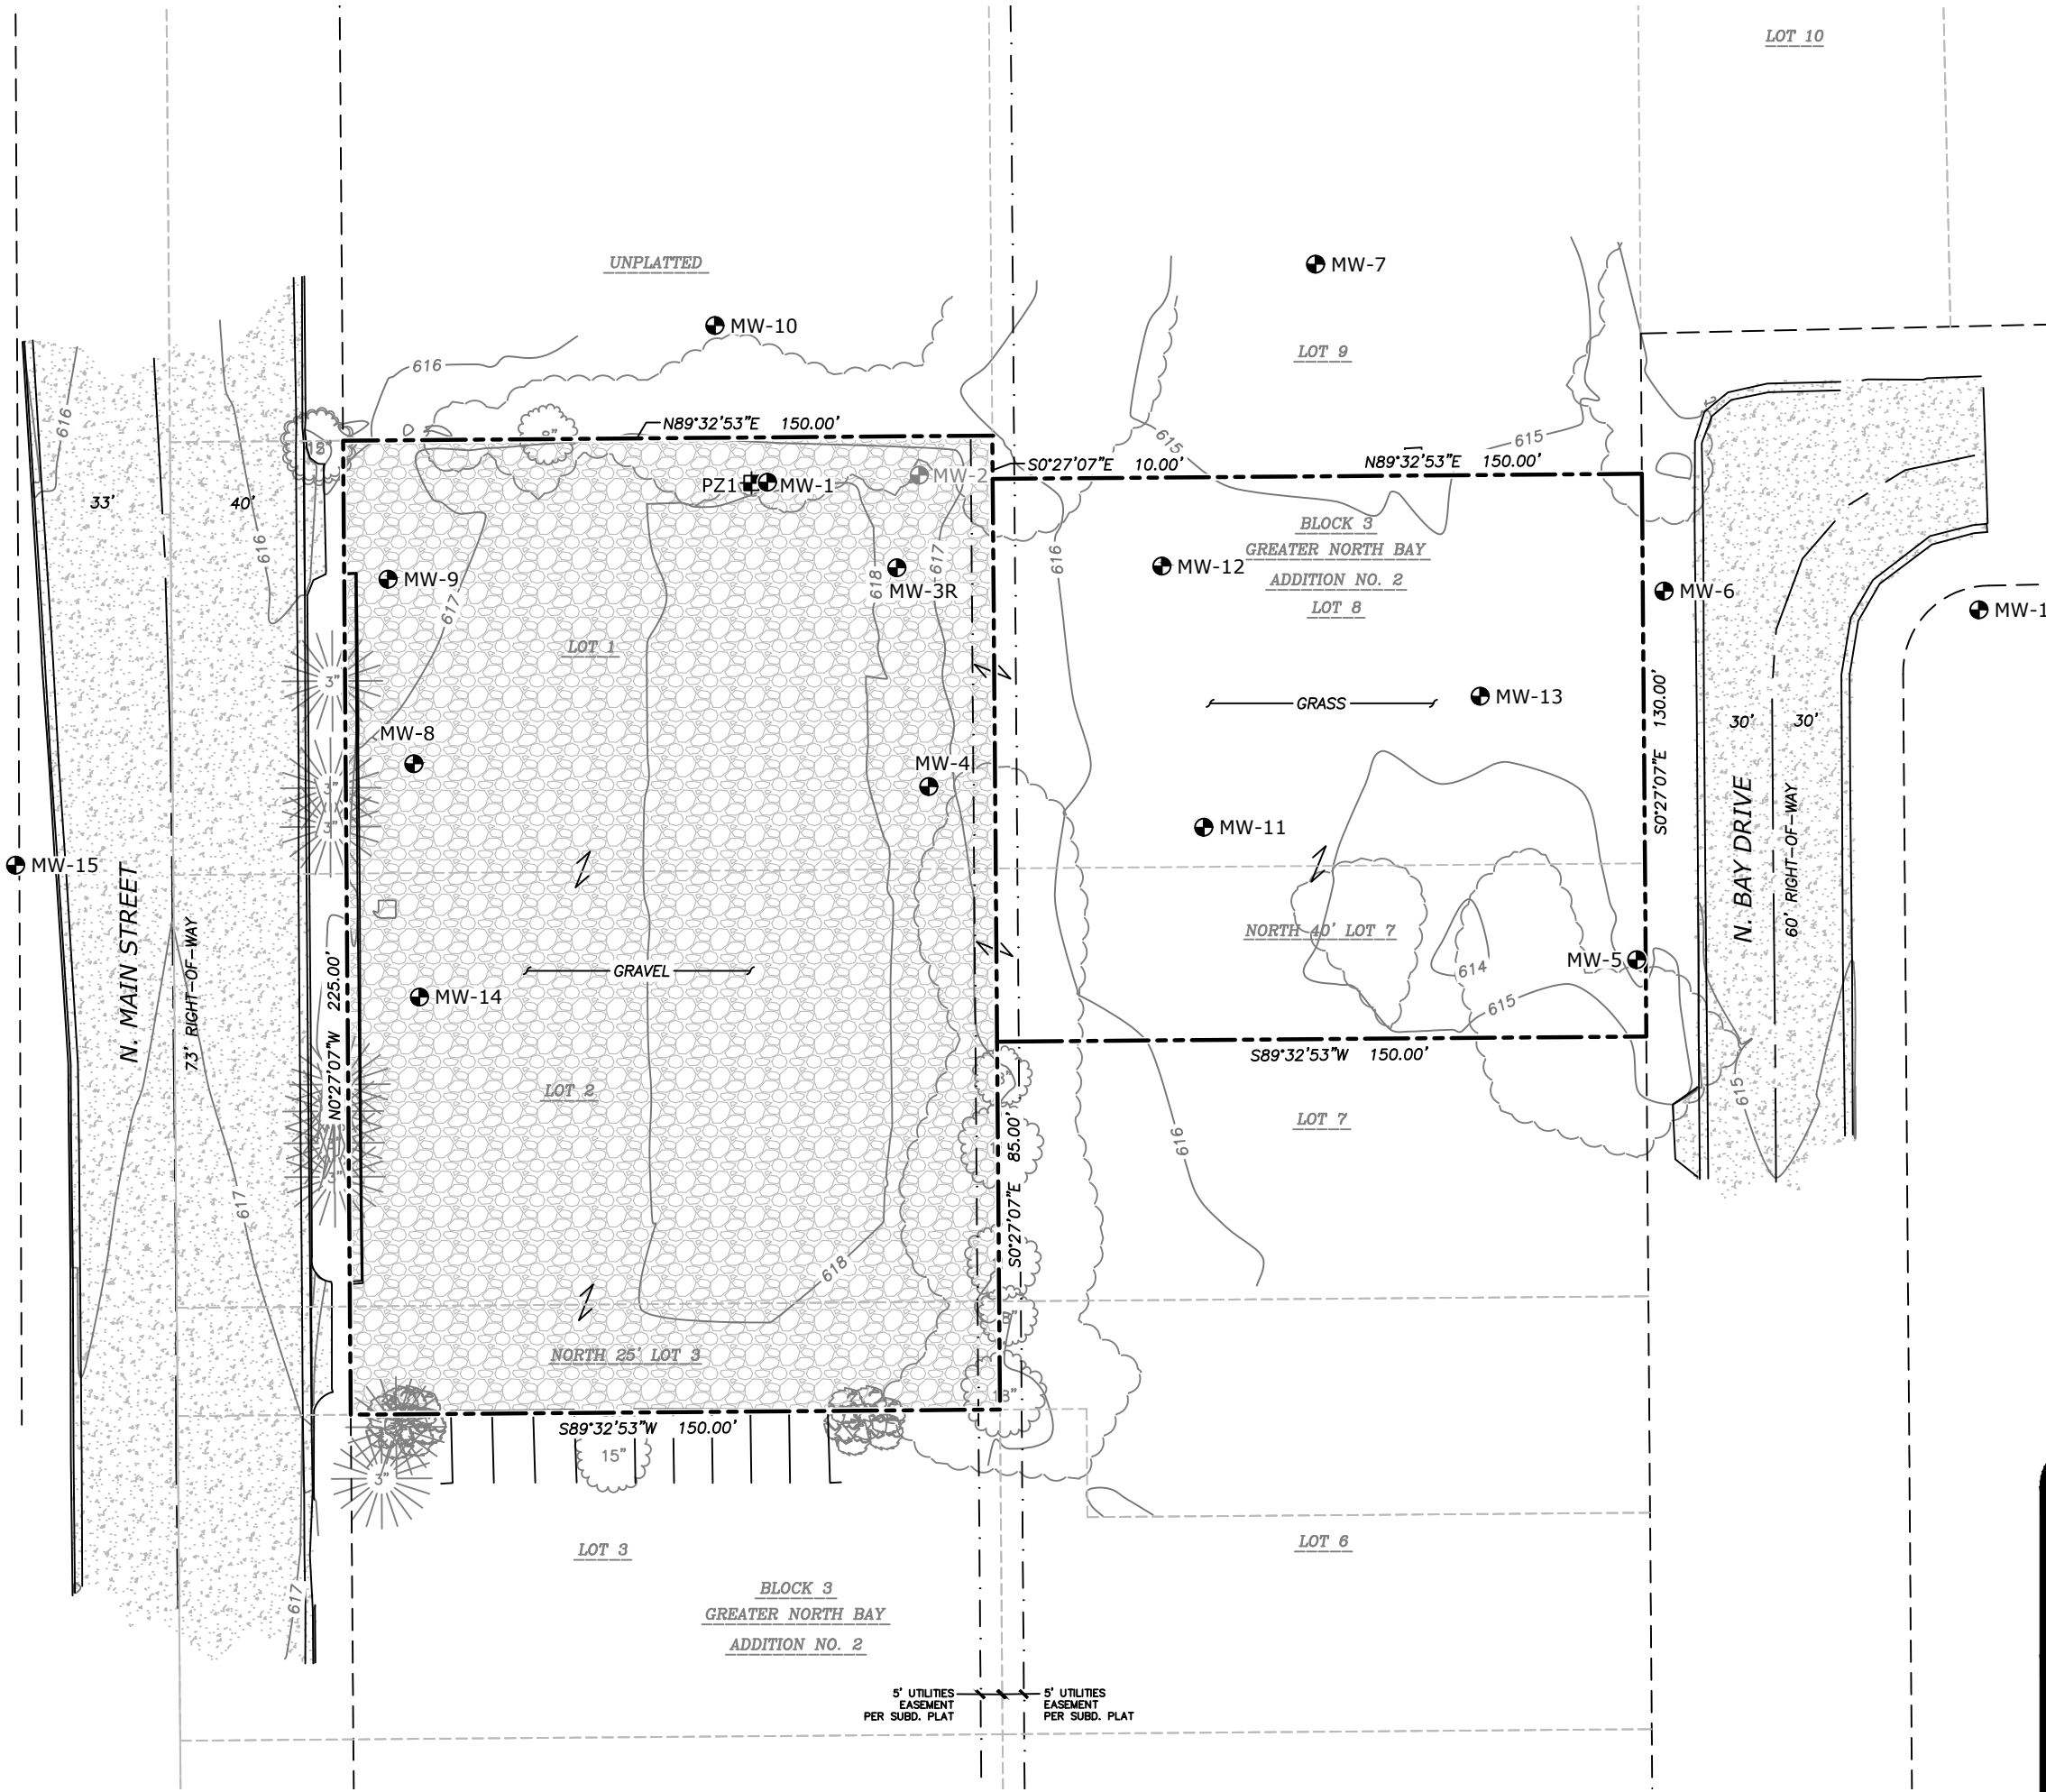 LOT 10
UNPLATTED
MW-7
MW-10
LOT 9
616
616
N89°32'53"E 150.00'
615
615
N89°32'53"E 150.00'
S0°27'07"E 10.00'
33'
40'
PZ1
MW-1
MW-2
BLOCK 3
GREATER NORTH BAY
ADDITION NO. 2
LOT 8
616
616
618
617
MW-12
MW-9
MW-3R
MW-6
617
LOT 1
3"
MW-13
GRASS
S0°27'07"E 130.00'
30'
30'
MW-8
MW-4
3"
3"
MW-11
MW-15
N. MAIN STREET
73' RIGHT-OF-WAY
N. BAY DRIVE
60' RIGHT-OF-WAY
NORTH 40' LOT 7
GRAVEL
614
MW-5
MW-14
615
N0°27'07"W 225.00'
S89°32'53"W 150.00'
LOT 2
LOT 7
615
616
S0°27'07"E 85.00'
3"
617
618
NORTH 25' LOT 3
S89°32'53"W 150.00'
15"
3"
LOT 3
LOT 6
617
BLOCK 3
GREATER NORTH BAY
ADDITION NO. 2
5' UTILITIES
EASEMENT
PER SUBD. PLAT
5' UTILITIES
EASEMENT
PER SUBD. PLAT